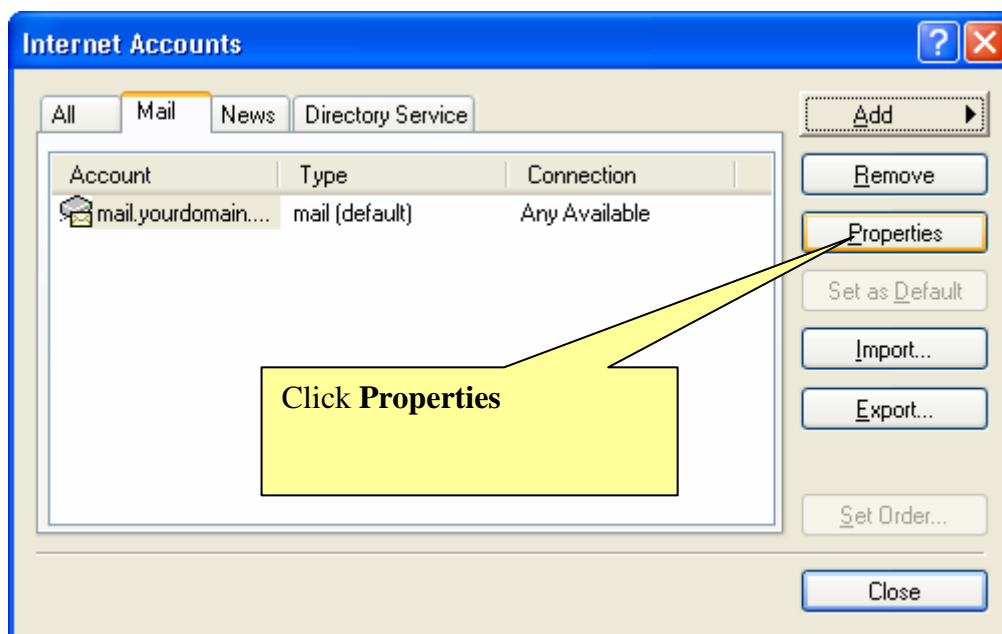 Internet Accounts
All Mail News Directory Service
Account Type Connection
mail.yourdomain.... mail (default) Any Available
Add
Remove
Properties
Set as Default
Import...
Export...
Set Order...
Close
Click Properties